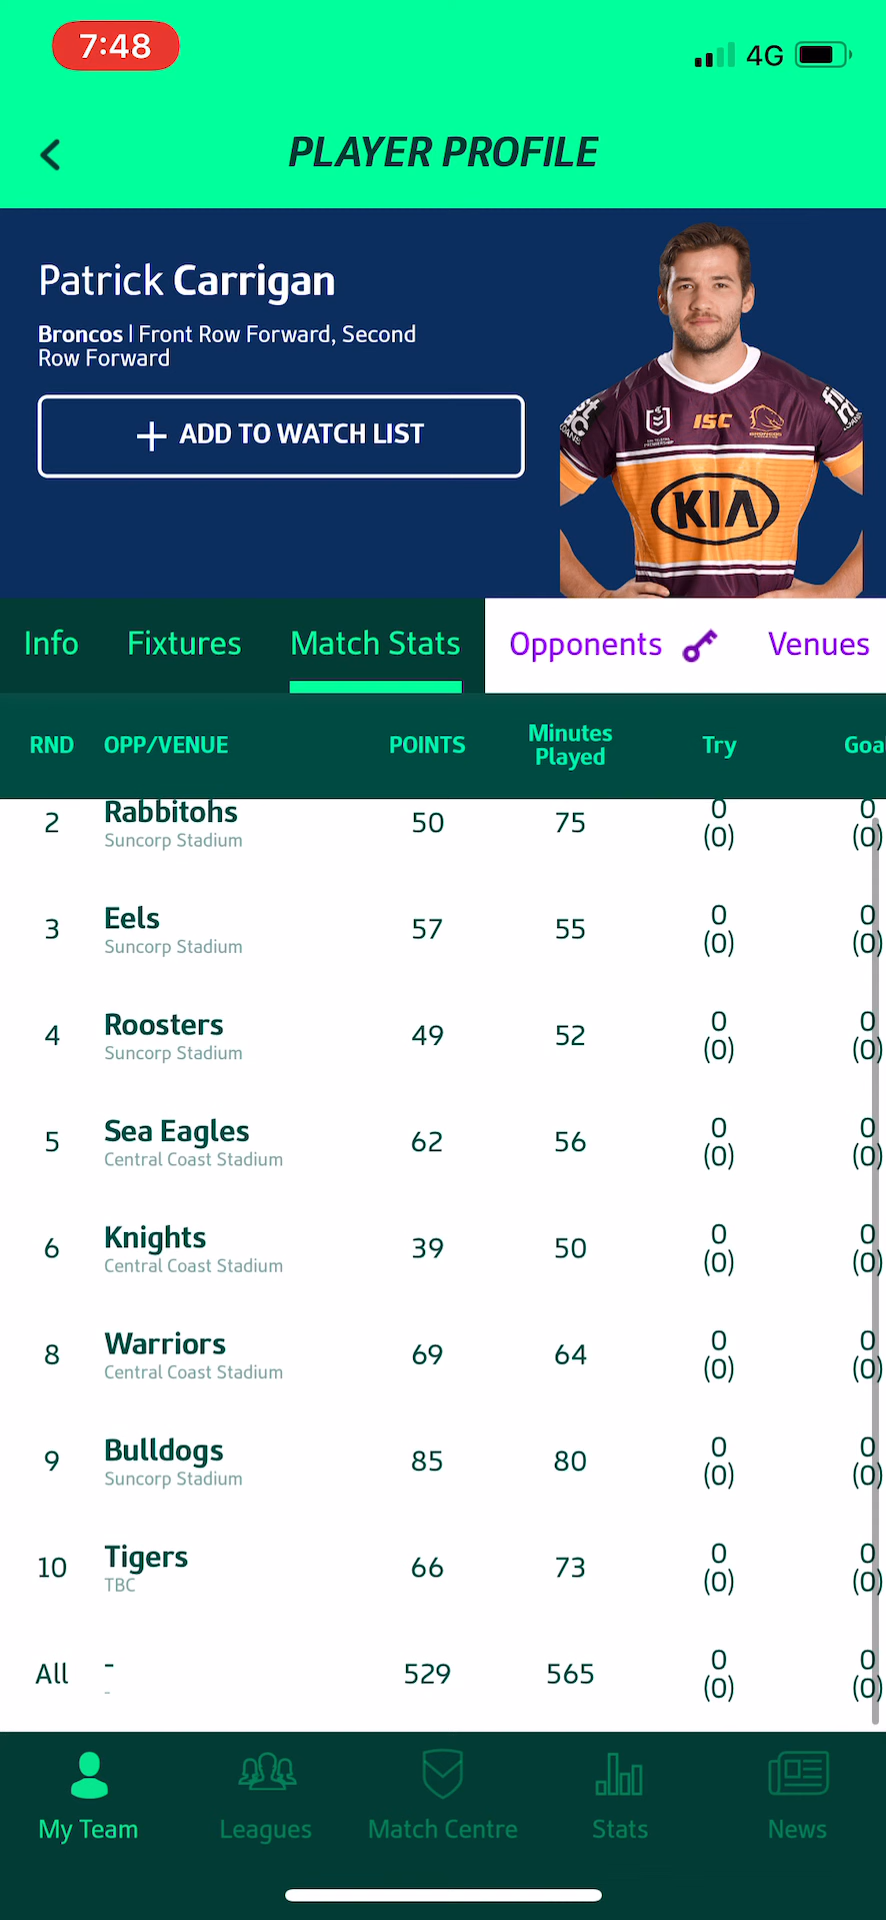 7:48
4G
PLAYER PROFILE
Patrick Carrigan
Broncos | Front Row Forward, Second
Row Forward
+ ADD TO WATCH LIST
ISC
BRONCOS
KIA
Info Fixtures Match Stats Opponents Venues
RND OPP/VENUE POINTS Minutes Played Try Goa
2 Rabbitohs 50 75 0 (0) 0 (0)
Suncorp Stadium
3 Eels 57 55 0 (0) 0 (0)
Suncorp Stadium
4 Roosters 49 52 0 (0) 0 (0)
Suncorp Stadium
5 Sea Eagles 62 56 0 (0) 0 (0)
Central Coast Stadium
6 Knights 39 50 0 (0) 0 (0)
Central Coast Stadium
8 Warriors 69 64 0 (0) 0 (0)
Central Coast Stadium
9 Bulldogs 85 80 0 (0) 0 (0)
Suncorp Stadium
10 Tigers 66 73 0 (0) 0 (0)
TBC
All - 529 565 0 (0) 0 (0)
-
My Team Leagues Match Centre Stats News